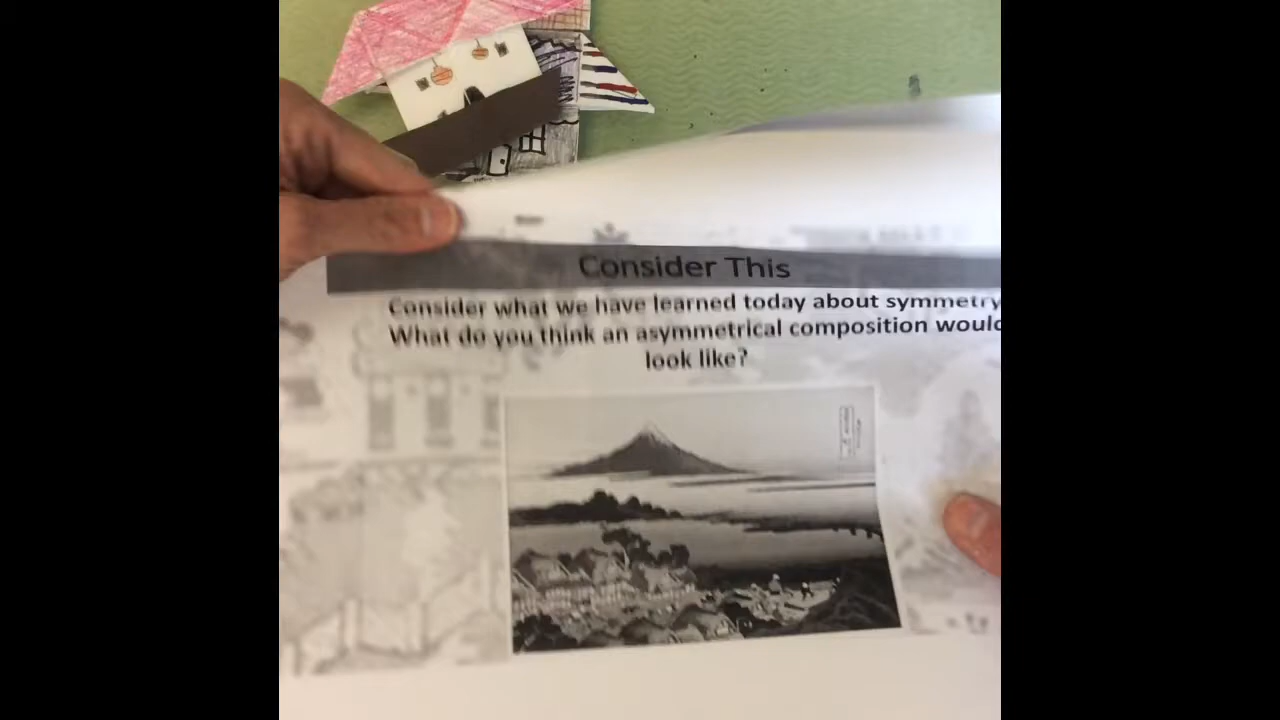 Consider This
Consider what we have learned today about symmetry
What do you think an asymmetrical composition would
look like?